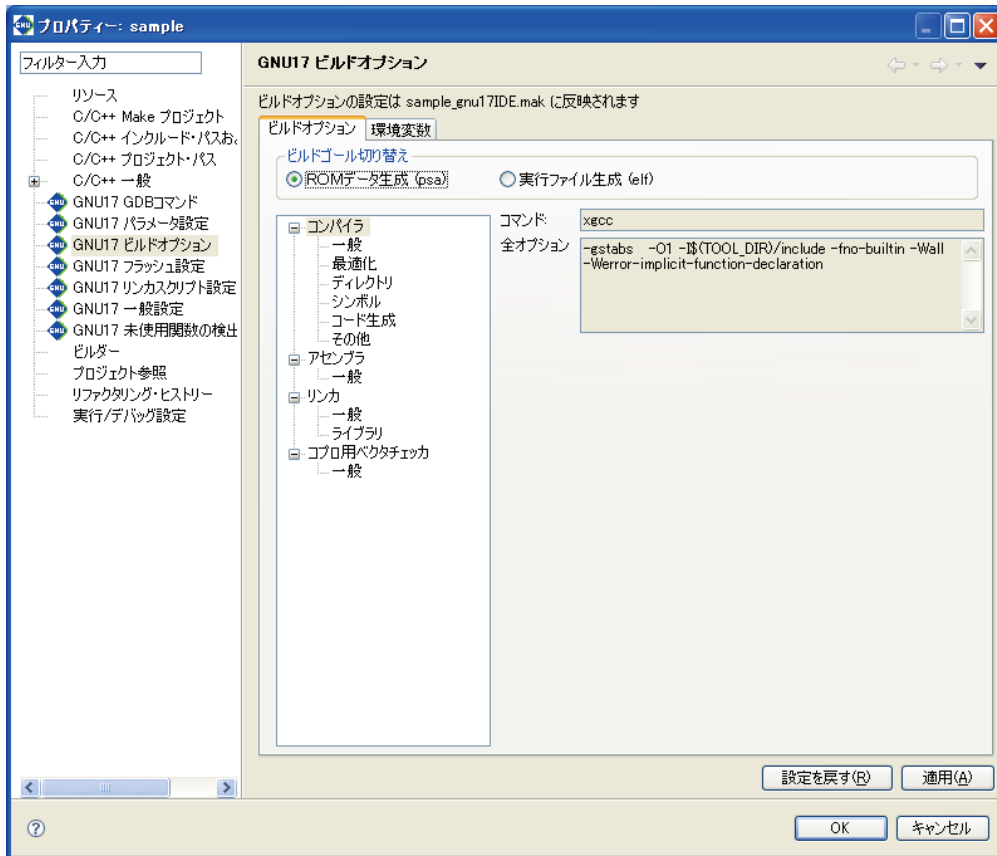 プロパティー: sample
フィルター入力
リソース
C/C++ Make プロジェクト
C/C++ インクルード・パスお
C/C++ プロジェクト・パス
C/C++ 一般
GNU17 GDBコマンド
GNU17 パラメータ設定
GNU17 ビルドオプション
GNU17 フラッシュ設定
GNU17 リンカスクリプト設定
GNU17 一般設定
GNU17 未使用関数の検出
ビルダー
プロジェクト参照
リファクタリング・ヒストリー
実行/デバッグ設定
GNU17 ビルドオプション
ビルドオプションの設定は sample_gnu17IDE.mak に反映されます
ビルドオプション 環境変数
ビルドゴール切り替え
ROMデータ生成 (psa) 実行ファイル生成 (elf)
コンパイラ
一般
最適化
ディレクトリ
シンボル
コード生成
その他
アセンブラ
一般
リンカ
一般
ライブラリ
コプロ用ベクタチェッカ
一般
コマンド: xgcc
全オプション -gstabs -O1 -I$(TOOL_DIR)/include -fno-builtin -Wall
-Werror-implicit-function-declaration
設定を戻す(R) 適用(A)
OK キャンセル